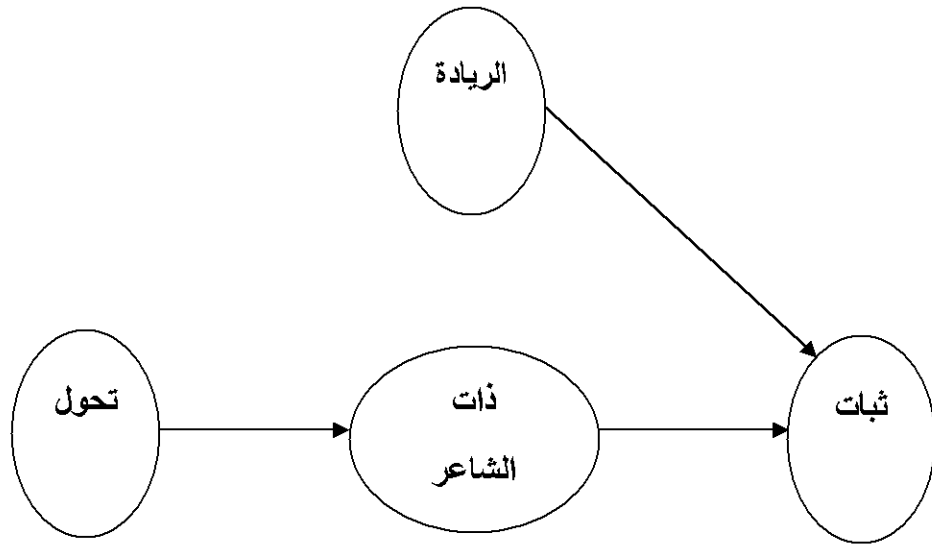 الريادة
تحول
ذات
الشاعر
ثبات